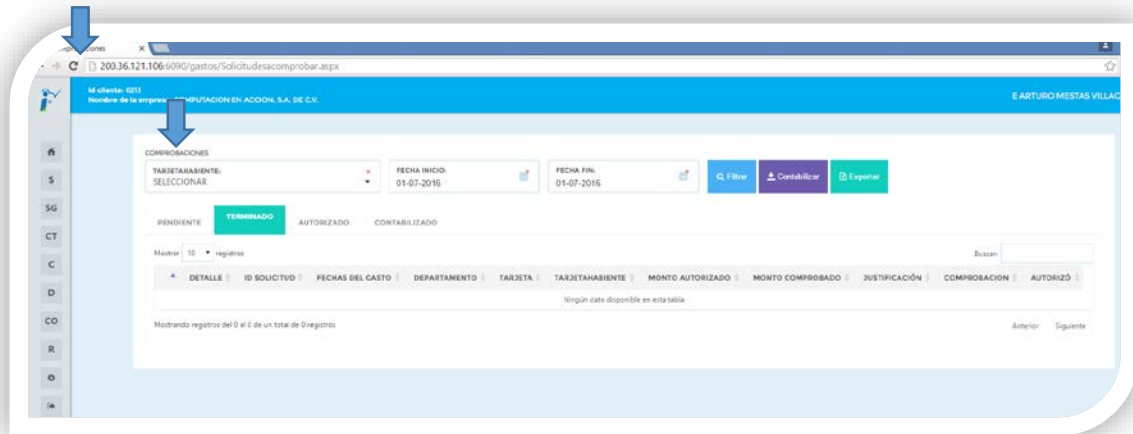 200.36.121.106:6090/gastos/Solicitudesacomprobar.aspx
Id cliente: 6213
Nombre de la empresa: COMPUTACION EN ACCION, S.A. DE C.V.
E ARTURO MESTAS VILLAG
COMPROBACIONES
TARJETAHABIENTE: *
SELECCIONAR
FECHA INICIO:
01-07-2016
FECHA FIN:
01-07-2016
Filtrar
Contabilizar
Exportar
PENDIENTE TERMINADO AUTORIZADO CONTABILIZADO
Mostrar 10 registros
Buscar:
DETALLE ID SOLICITUD FECHAS DEL GASTO DEPARTAMENTO TARJETA TARJETAHABIENTE MONTO AUTORIZADO MONTO COMPROBADO JUSTIFICACIÓN COMPROBACION AUTORIZÓ
Ningún dato disponible en esta tabla
Mostrando registros del 0 al 0 de un total de 0 registros
Anterior Siguiente
S
SG
CT
C
D
CO
R